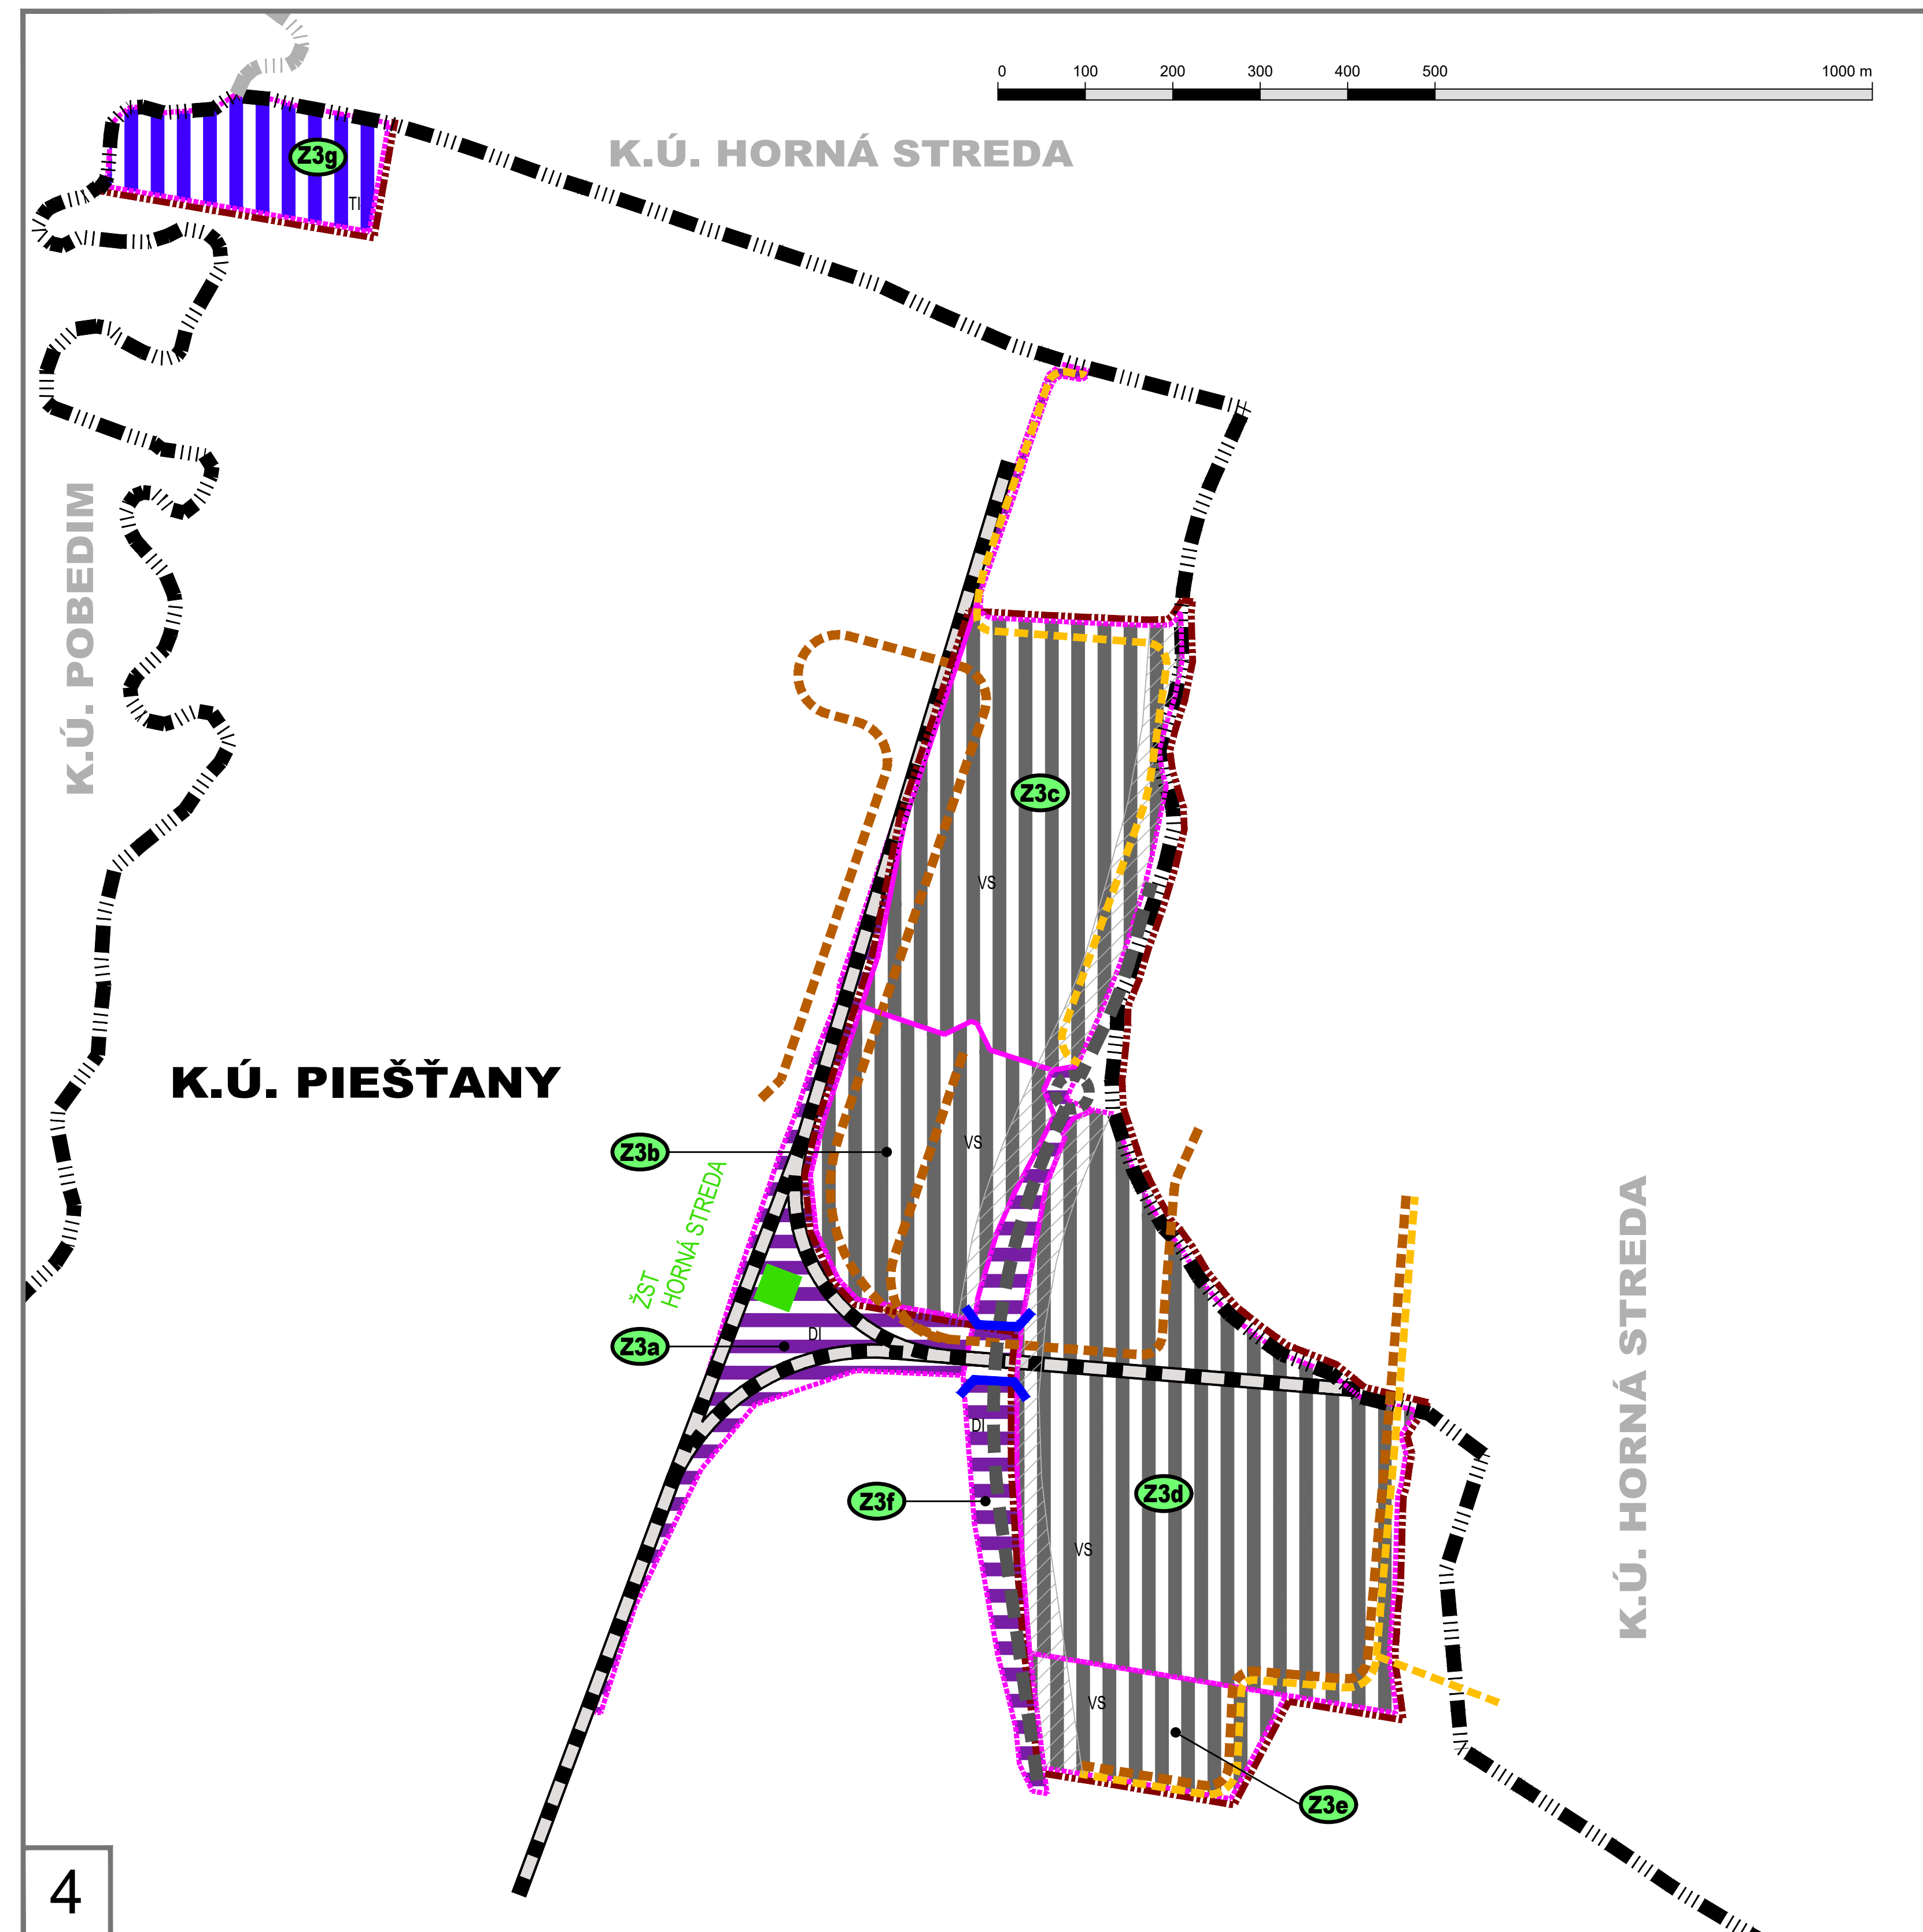 0 100 200 300 400 500 1000 m
K.Ú. HORNÁ STREDA
Z3g
TI
K.Ú. POBEDIM
Z3c
VS
K.Ú. PIEŠŤANY
Z3b
VS
ŽST
HORNÁ STREDA
Z3a
DI
DI
Z3f
Z3d
VS
K.Ú. HORNÁ STREDA
VS
Z3e
4